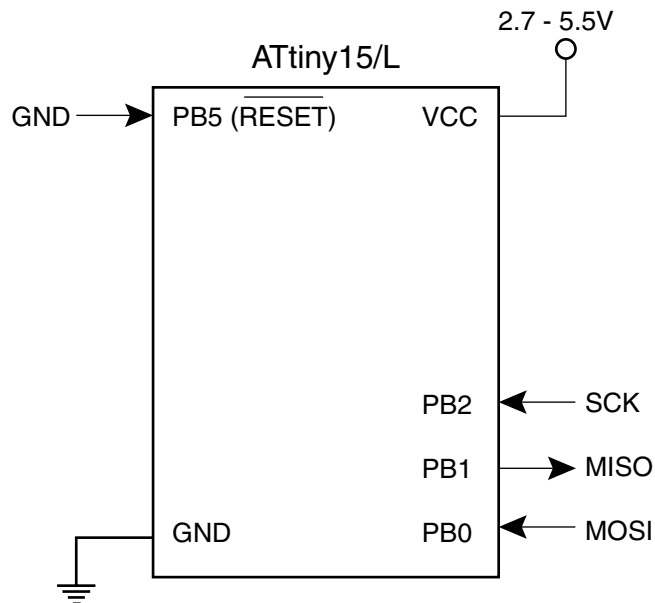 2.7 - 5.5V
ATtiny15/L
GND
PB5 (RESET)
VCC
PB2
SCK
PB1
MISO
GND
PB0
MOSI